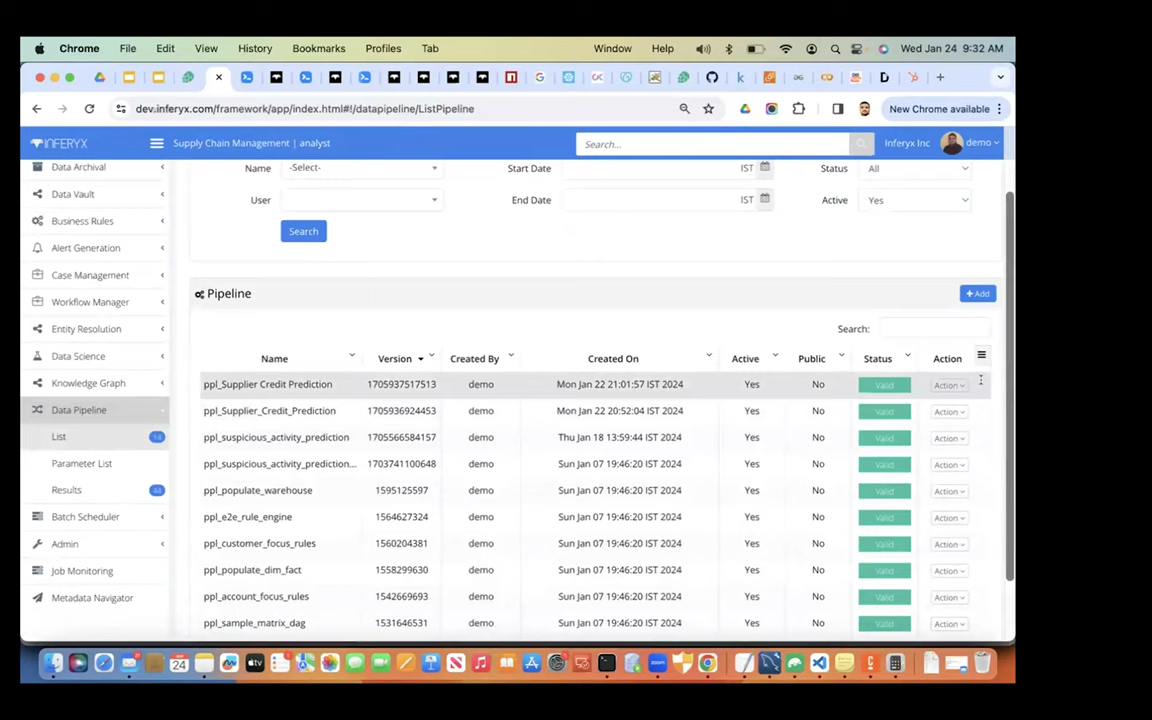 Chrome File Edit View History Bookmarks Profiles Tab Window Help Wed Jan 24 9:32 AM
dev.inferyx.com/framework/app/index.html#!/datapipeline/ListPipeline New Chrome available
INFERYX Supply Chain Management | analyst Search... Inferyx Inc demo
Data Archival
Data Vault
Business Rules
Alert Generation
Case Management
Workflow Manager
Entity Resolution
Data Science
Knowledge Graph
Data Pipeline
List
Parameter List
Results
Batch Scheduler
Admin
Job Monitoring
Metadata Navigator
Name -Select- Start Date IST Status All
User End Date IST Active Yes
Search
Pipeline +Add
Search:
Name Version Created By Created On Active Public Status Action
ppl_Supplier Credit Prediction 1705937517513 demo Mon Jan 22 21:01:57 IST 2024 Yes No Valid Action
ppl_Supplier_Credit_Prediction 1705936924453 demo Mon Jan 22 20:52:04 IST 2024 Yes No Valid Action
ppl_suspicious_activity_prediction 1705566584157 demo Thu Jan 18 13:59:44 IST 2024 Yes No Valid Action
ppl_suspicious_activity_prediction... 1703741100648 demo Sun Jan 07 19:46:20 IST 2024 Yes No Valid Action
ppl_populate_warehouse 1595125597 demo Sun Jan 07 19:46:20 IST 2024 Yes No Valid Action
ppl_e2e_rule_engine 1564627324 demo Sun Jan 07 19:46:20 IST 2024 Yes No Valid Action
ppl_customer_focus_rules 1560204381 demo Sun Jan 07 19:46:20 IST 2024 Yes No Valid Action
ppl_populate_dim_fact 1558299630 demo Sun Jan 07 19:46:20 IST 2024 Yes No Valid Action
ppl_account_focus_rules 1542669693 demo Sun Jan 07 19:46:20 IST 2024 Yes No Valid Action
ppl_sample_matrix_dag 1531646531 demo Sun Jan 07 19:46:20 IST 2024 Yes No Valid Action